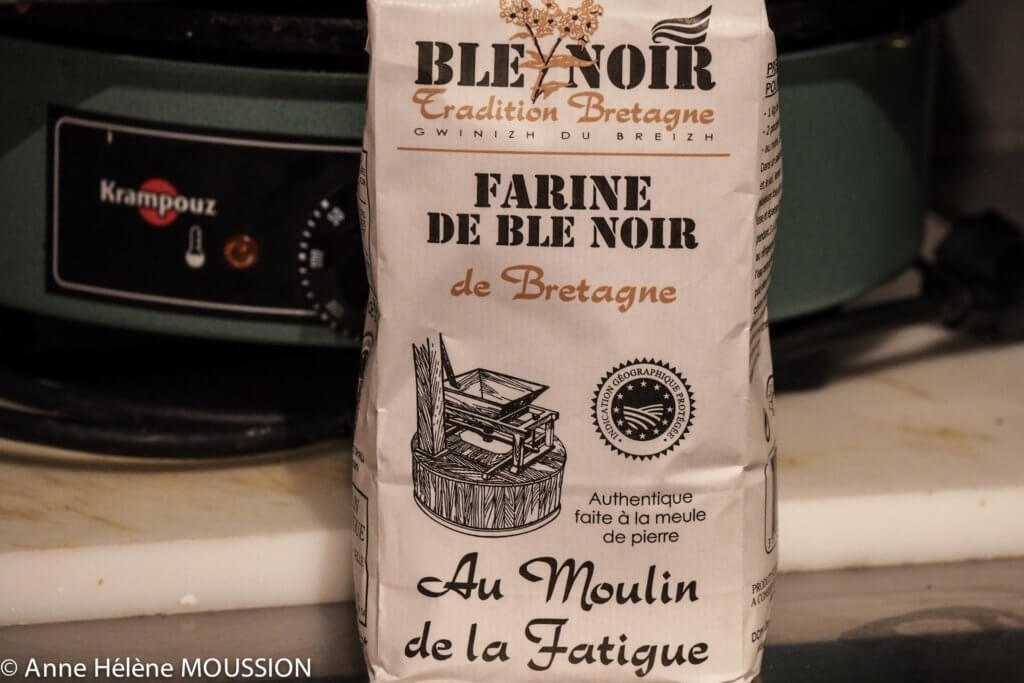 BLE NOIR
Tradition Bretagne
GWINIZH DU BREIZH
FARINE
DE BLE NOIR
de Bretagne
INDICATION GÉOGRAPHIQUE PROTÉGÉE
Authentique
faite à la meule
de pierre
Au Moulin
de la Fatigue
Krampouz
50
© Anne Hélène MOUSSION